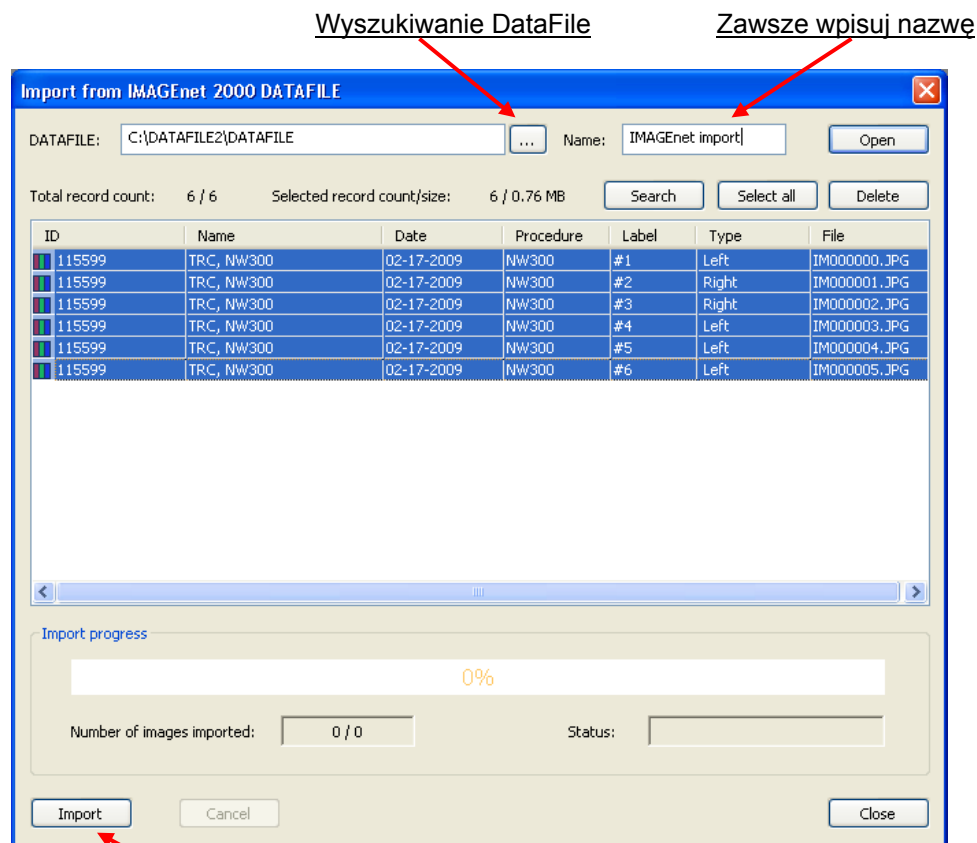 Wyszukiwanie DataFile Zawsze wpisuj nazwę
Import from IMAGEnet 2000 DATAFILE
DATAFILE: C:\DATAFILE2\DATAFILE ... Name: IMAGEnet import Open
Total record count: 6 / 6 Selected record count/size: 6 / 0.76 MB Search Select all Delete
ID Name Date Procedure Label Type File
115599 TRC, NW300 02-17-2009 NW300 #1 Left IM000000.JPG
115599 TRC, NW300 02-17-2009 NW300 #2 Right IM000001.JPG
115599 TRC, NW300 02-17-2009 NW300 #3 Right IM000002.JPG
115599 TRC, NW300 02-17-2009 NW300 #4 Left IM000003.JPG
115599 TRC, NW300 02-17-2009 NW300 #5 Left IM000004.JPG
115599 TRC, NW300 02-17-2009 NW300 #6 Left IM000005.JPG
Import progress
0%
Number of images imported: 0 / 0 Status:
Import Cancel Close